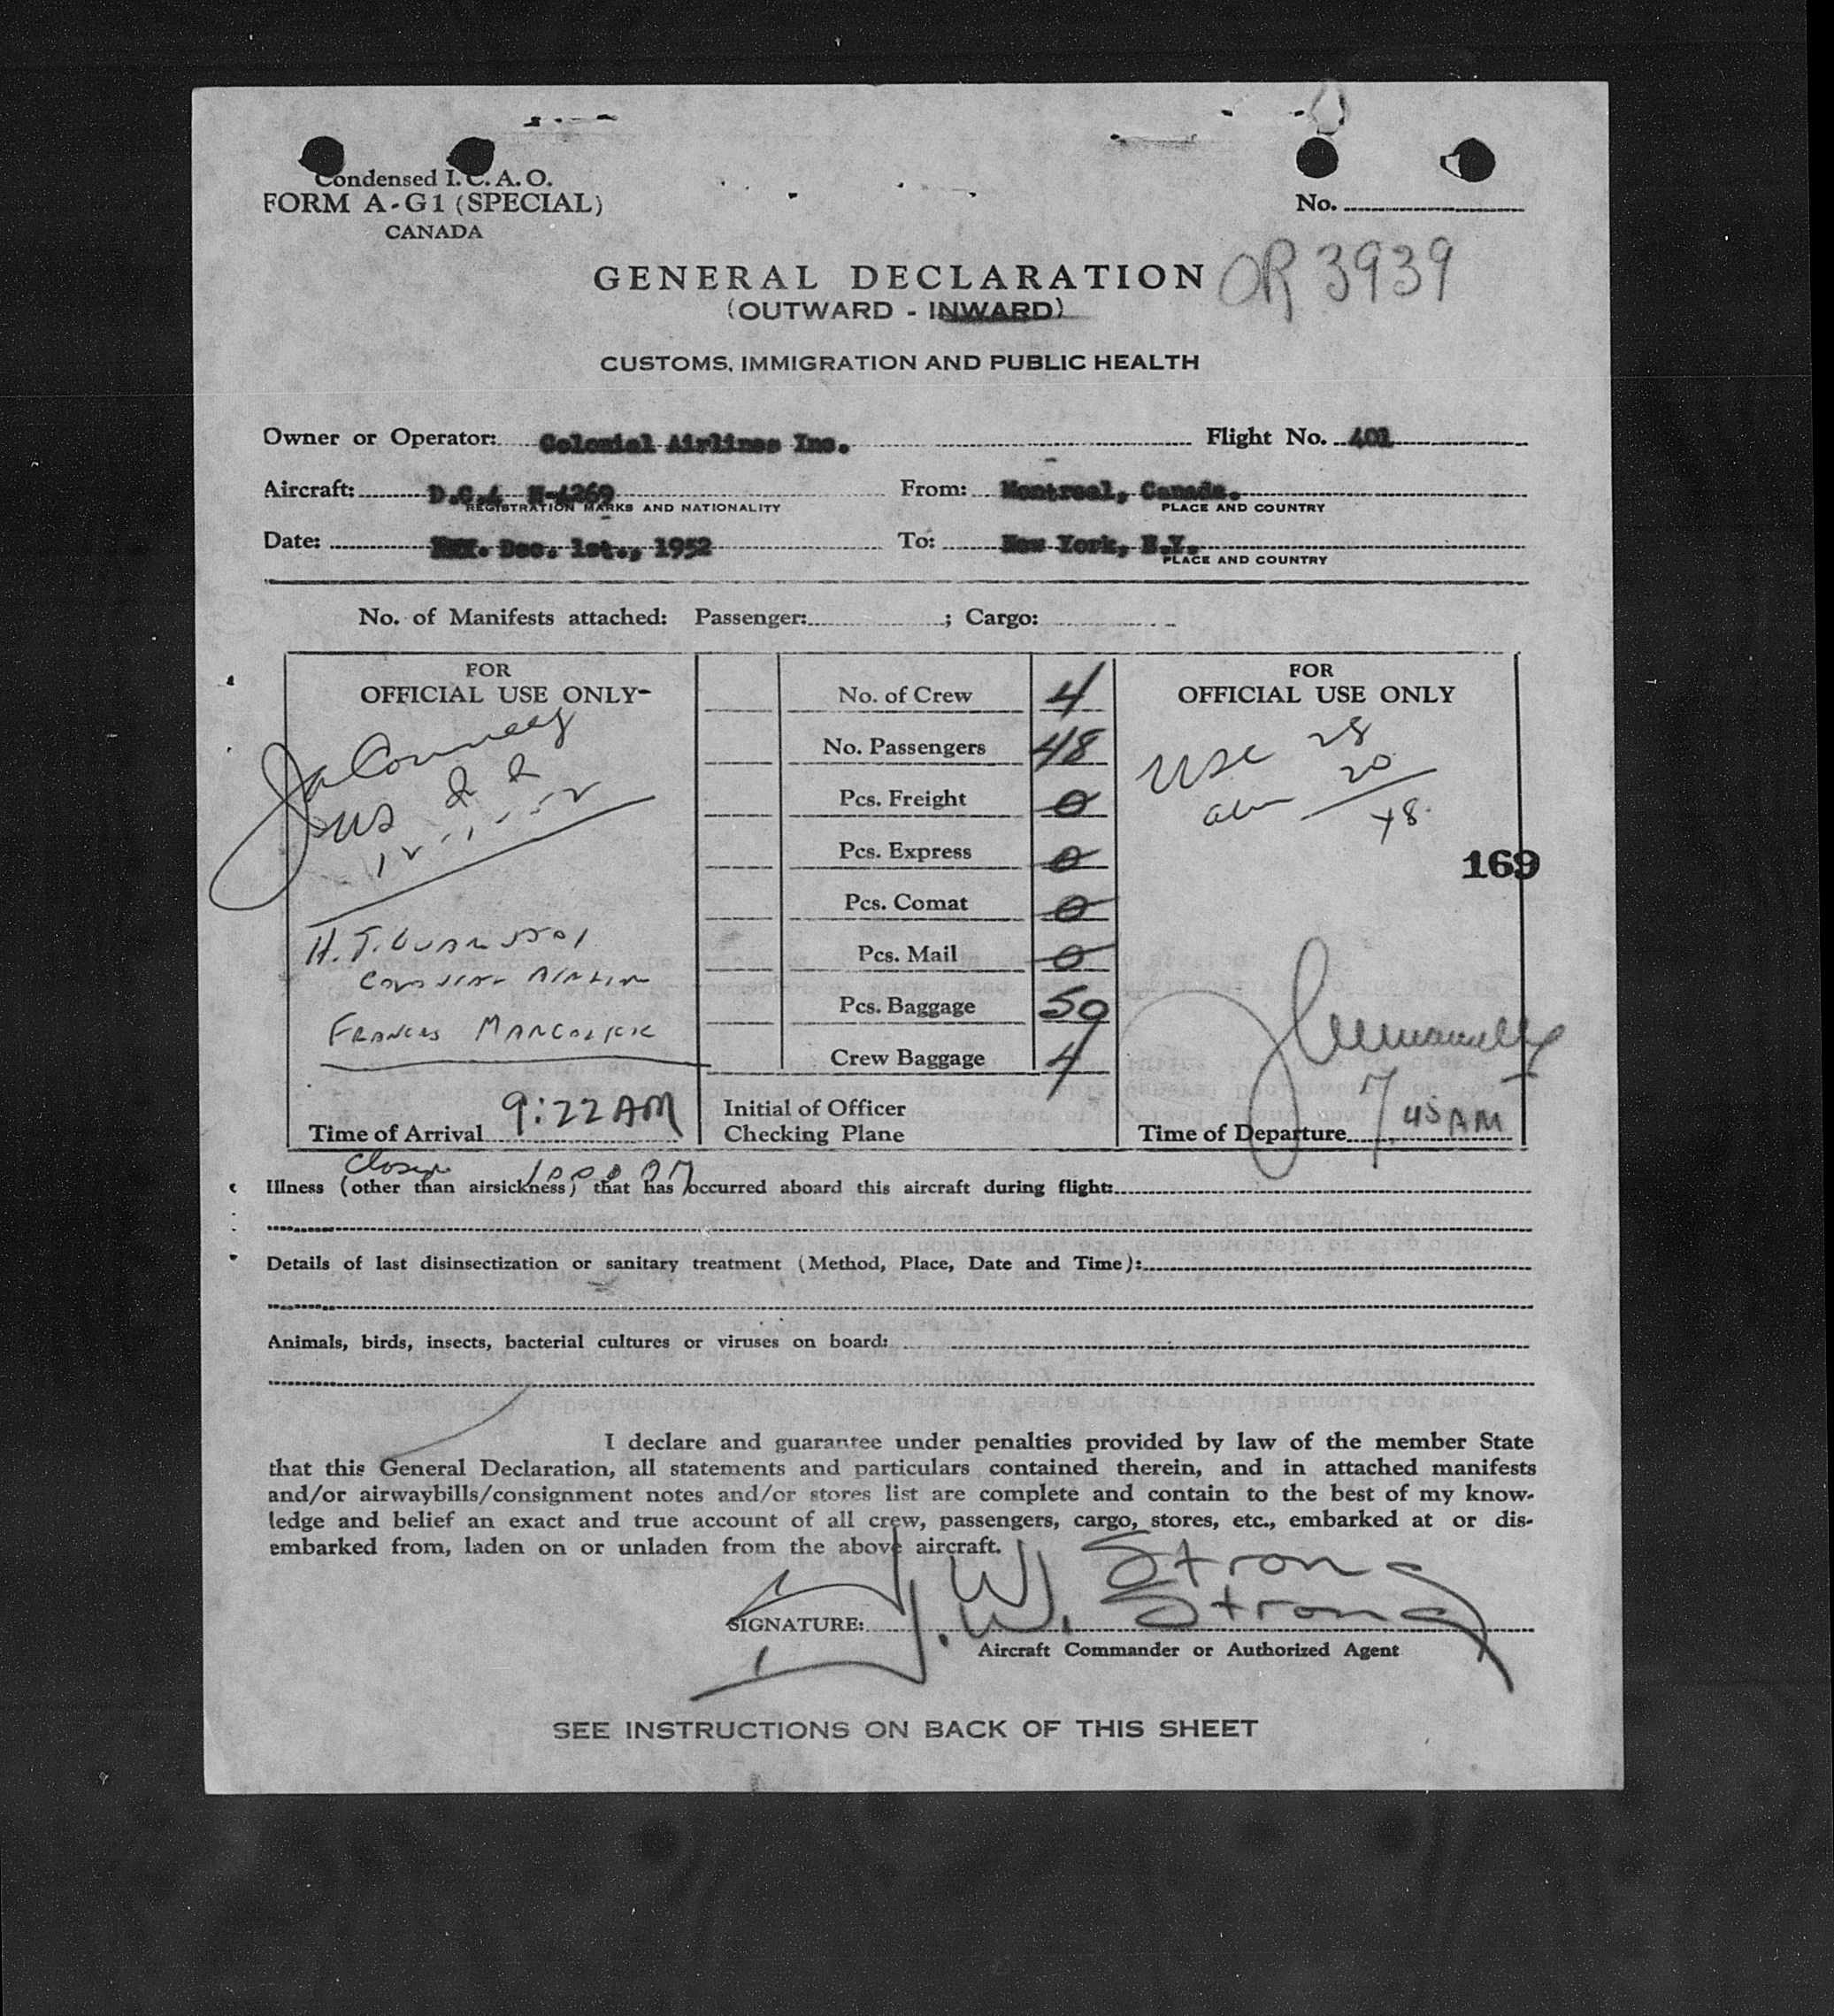 Condensed I. C. A. O.
FORM A-G1 (SPECIAL)
CANADA
No.
OR 3939
GENERAL DECLARATION
(OUTWARD - INWARD)
CUSTOMS, IMMIGRATION AND PUBLIC HEALTH
Owner or Operator: Colonial Airlines Inc. Flight No. 401
Aircraft: D.C.4 N-4269 From: Montreal, Canada.
REGISTRATION MARKS AND NATIONALITY PLACE AND COUNTRY
Date: Dec. 1st., 1952 To: New York, N.Y.
PLACE AND COUNTRY
No. of Manifests attached: Passenger: ; Cargo:
FOR
OFFICIAL USE ONLY
12-1-52
H. J.
Francis
Time of Arrival 9:22 AM
No. of Crew 4
No. Passengers 48
Pcs. Freight 0
Pcs. Express 0
Pcs. Comat 0
Pcs. Mail 0
Pcs. Baggage 50
Crew Baggage 4
Initial of Officer
Checking Plane
FOR
OFFICIAL USE ONLY
USC 28
20
48
169
Time of Departure 7,45 AM
Illness (other than airsickness) that has occurred aboard this aircraft during flight:
Details of last disinsectization or sanitary treatment (Method, Place, Date and Time):
Animals, birds, insects, bacterial cultures or viruses on board:
I declare and guarantee under penalties provided by law of the member State
that this General Declaration, all statements and particulars contained therein, and in attached manifests
and/or airwaybills/consignment notes and/or stores list are complete and contain to the best of my know-
ledge and belief an exact and true account of all crew, passengers, cargo, stores, etc., embarked at or dis-
embarked from, laden on or unladen from the above aircraft.
J. W. Strong
SIGNATURE: J. W. Strong
Aircraft Commander or Authorized Agent
SEE INSTRUCTIONS ON BACK OF THIS SHEET